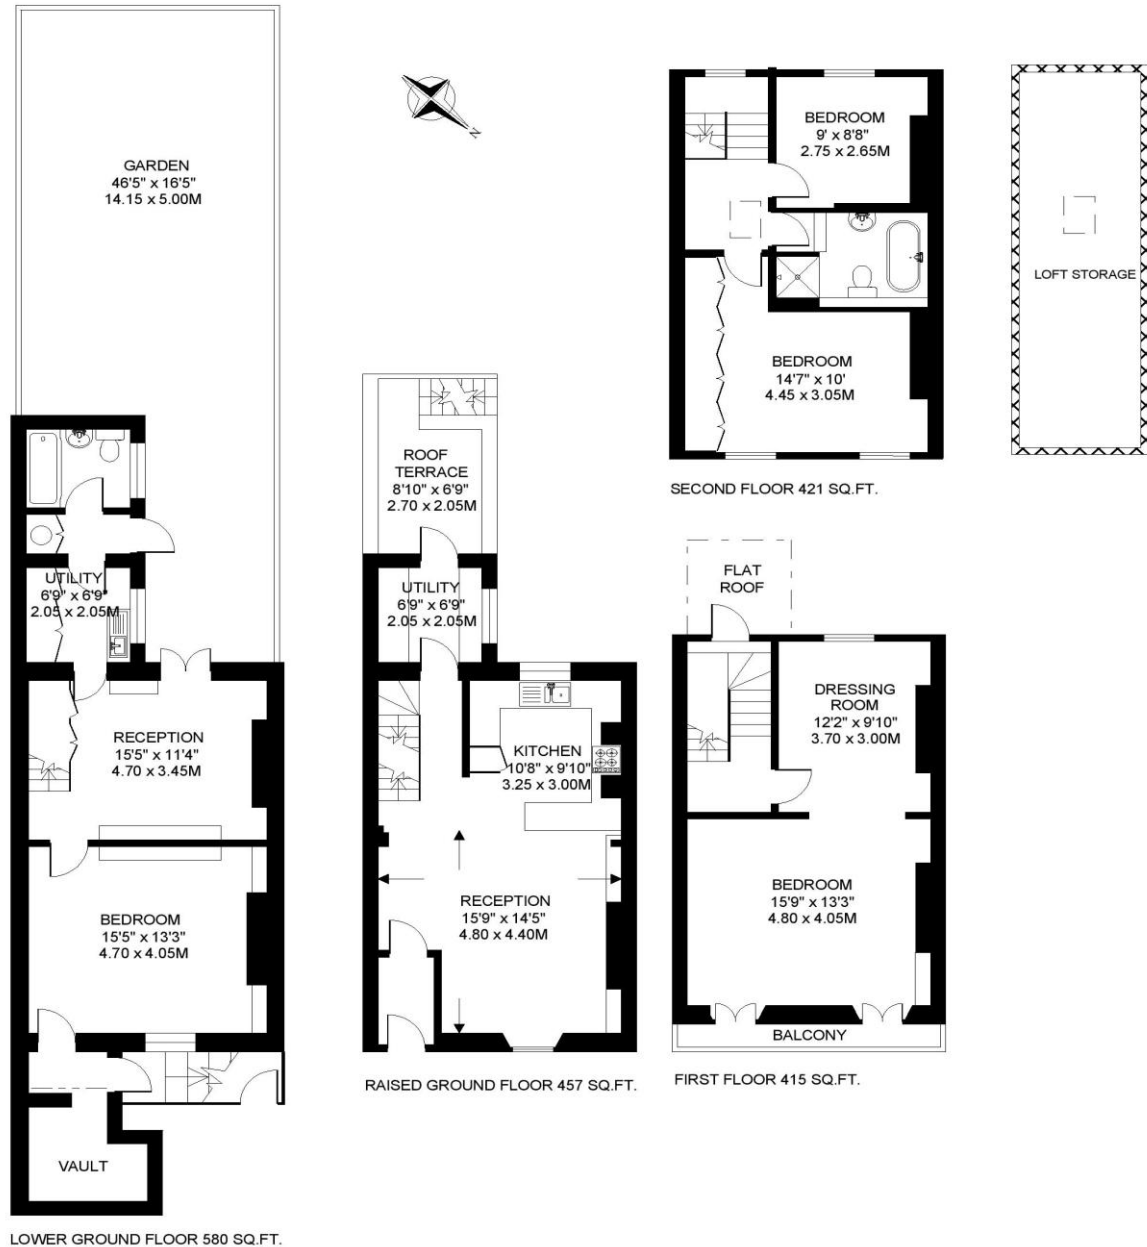 GARDEN
46'5" x 16'5"
14.15 x 5.00M
N
BEDROOM
9' x 8'8"
2.75 x 2.65M
LOFT STORAGE
BEDROOM
14'7" x 10'
4.45 x 3.05M
SECOND FLOOR 421 SQ.FT.
ROOF
TERRACE
8'10" x 6'9"
2.70 x 2.05M
UTILITY
6'9" x 6'9"
2.05 x 2.05M
UTILITY
6'9" x 6'9"
2.05 x 2.05M
FLAT
ROOF
RECEPTION
15'5" x 11'4"
4.70 x 3.45M
KITCHEN
10'8" x 9'10"
3.25 x 3.00M
DRESSING
ROOM
12'2" x 9'10"
3.70 x 3.00M
BEDROOM
15'5" x 13'3"
4.70 x 4.05M
RECEPTION
15'9" x 14'5"
4.80 x 4.40M
BEDROOM
15'9" x 13'3"
4.80 x 4.05M
BALCONY
RAISED GROUND FLOOR 457 SQ.FT.
FIRST FLOOR 415 SQ.FT.
VAULT
LOWER GROUND FLOOR 580 SQ.FT.